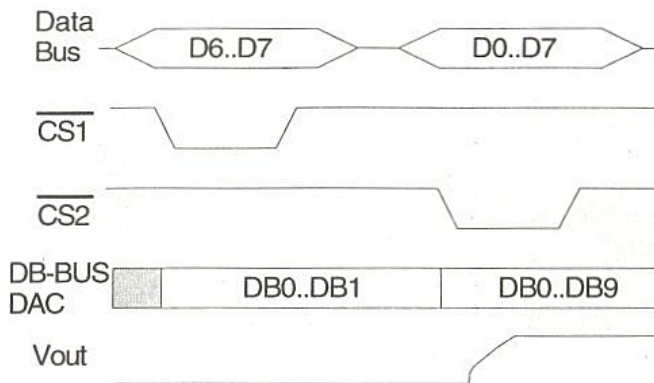 Data
Bus
D6..D7
D0..D7
CS1
CS2
DB-BUS
DAC
DB0..DB1
DB0..DB9
Vout